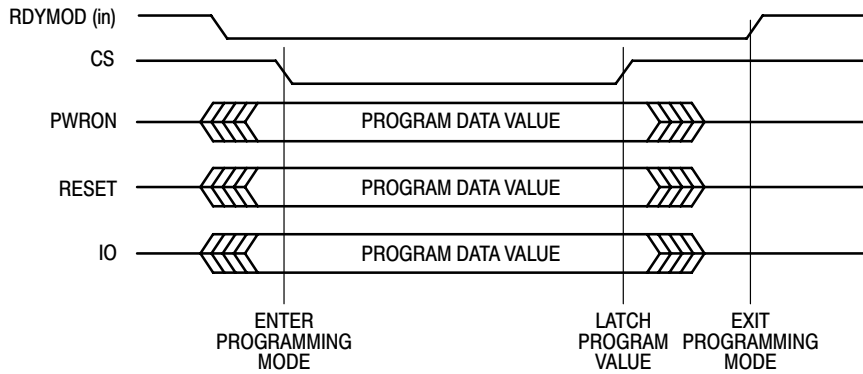 RDYMOD (in)
CS
PWRON
PROGRAM DATA VALUE
RESET
PROGRAM DATA VALUE
IO
PROGRAM DATA VALUE
ENTER
PROGRAMMING
MODE
LATCH
PROGRAM
VALUE
EXIT
PROGRAMMING
MODE